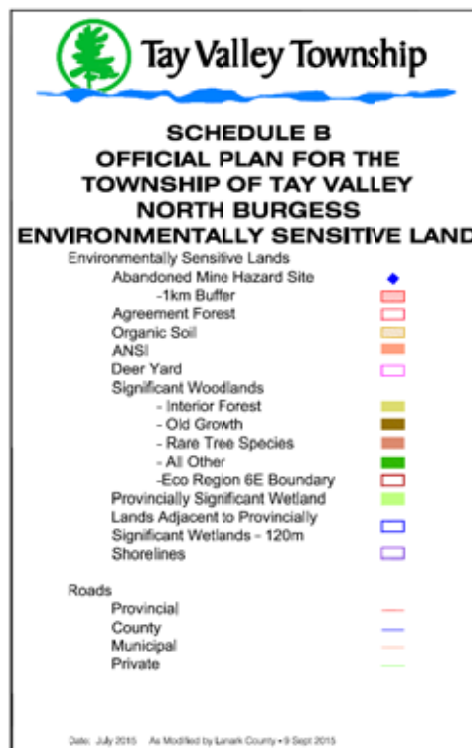 Tay Valley Township
SCHEDULE B
OFFICIAL PLAN FOR THE
TOWNSHIP OF TAY VALLEY
NORTH BURGESS
ENVIRONMENTALLY SENSITIVE LAND
Environmentally Sensitive Lands
Abandoned Mine Hazard Site
-1km Buffer
Agreement Forest
Organic Soil
ANSI
Deer Yard
Significant Woodlands
- Interior Forest
- Old Growth
- Rare Tree Species
- All Other
-Eco Region 6E Boundary
Provincially Significant Wetland
Lands Adjacent to Provincially
Significant Wetlands - 120m
Shorelines
Roads
Provincial
County
Municipal
Private
Date: July 2015 As Modified by Lanark County • 9 Sept 2015